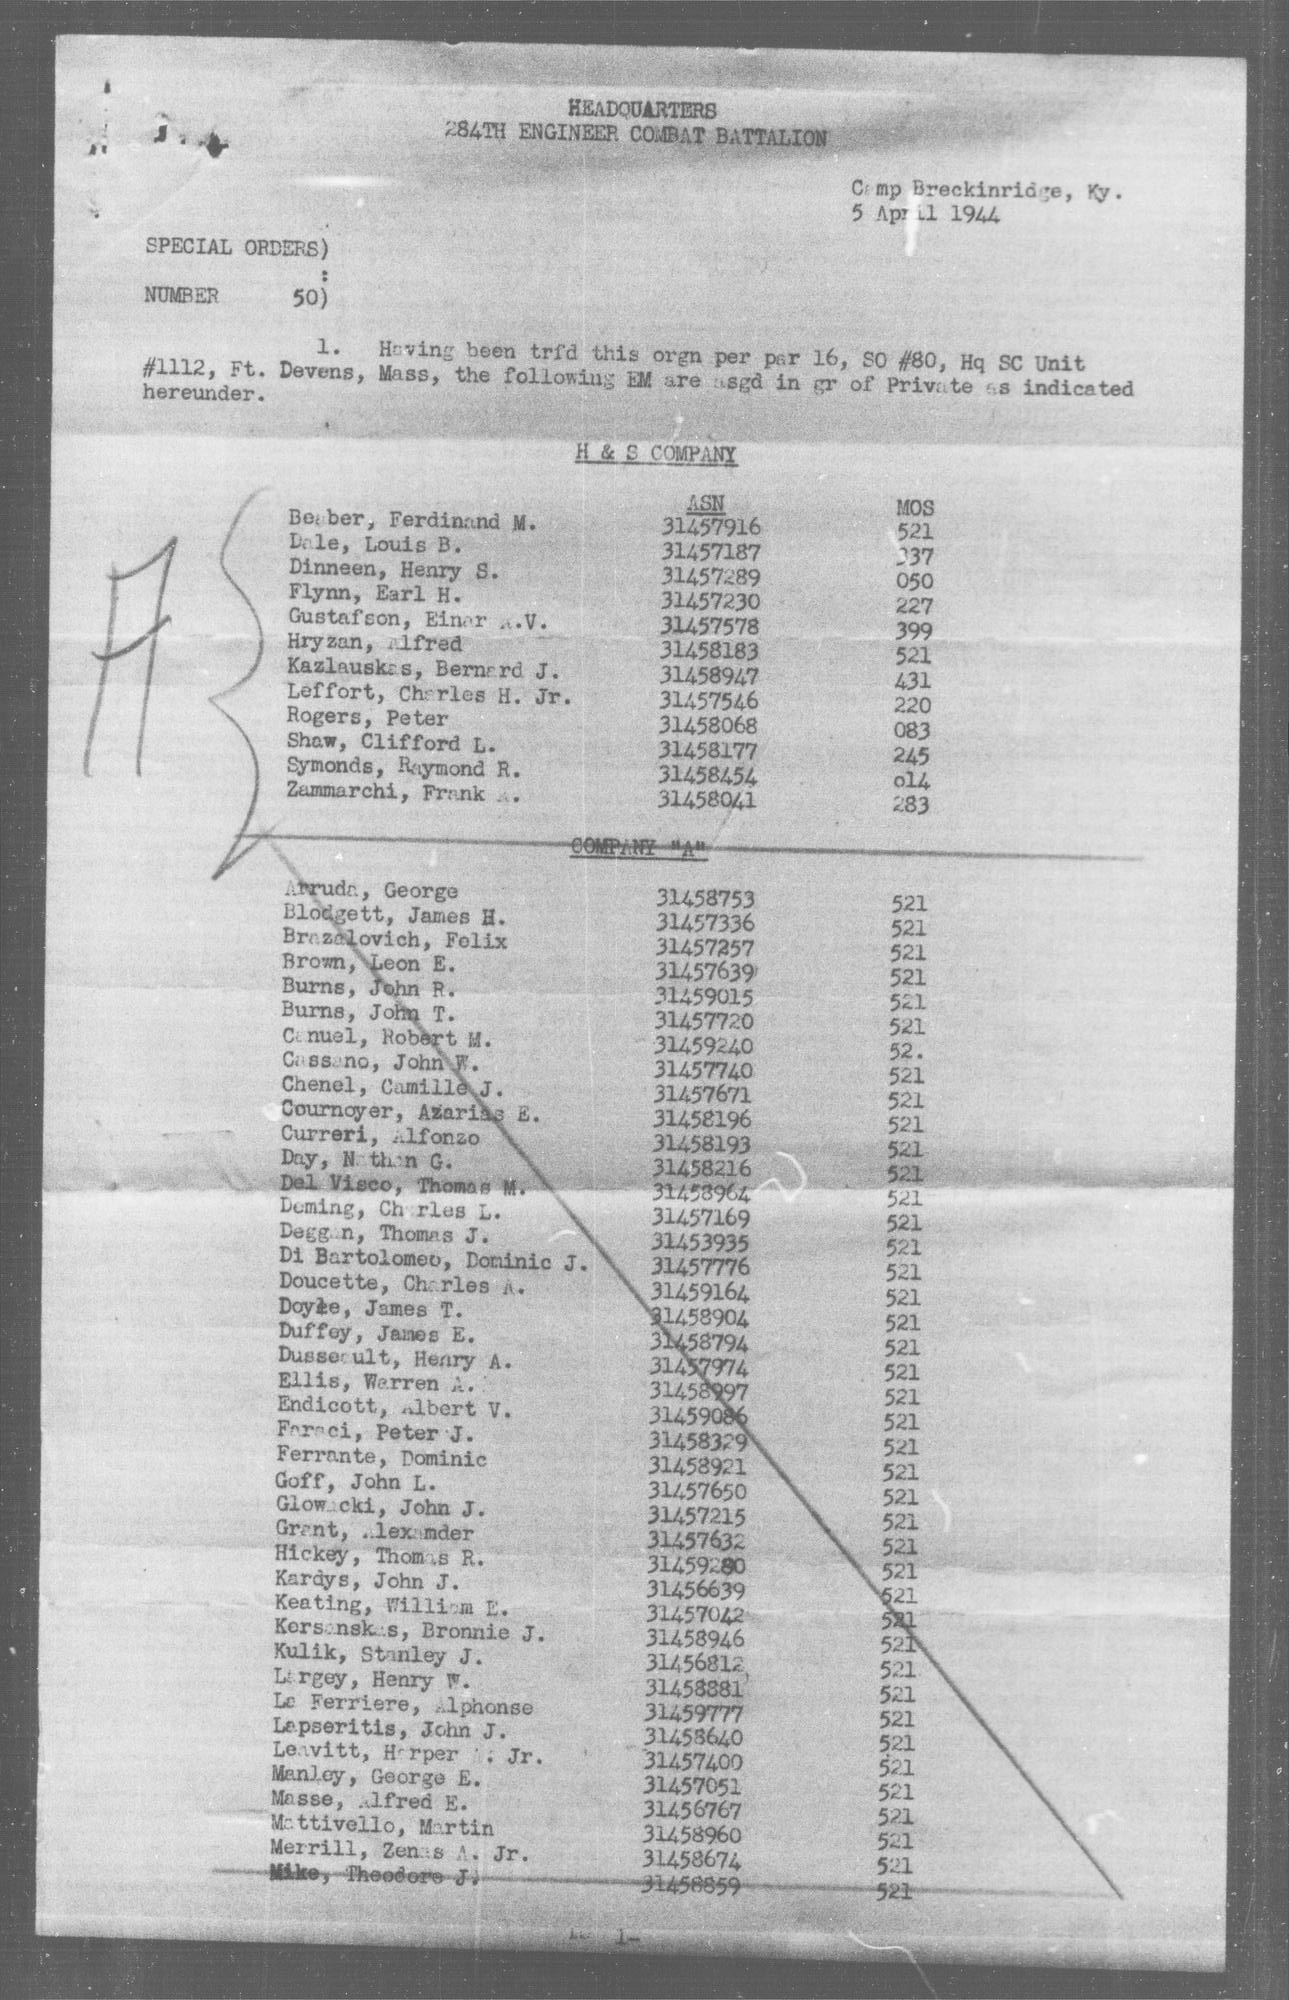 HEADQUARTERS
284TH ENGINEER COMBAT BATTALION
Camp Breckinridge, Ky.
5 April 1944
SPECIAL ORDERS)
:
NUMBER 50)
1. Having been trfd this orgn per par 16, SO #80, Hq SC Unit
#1112, Ft. Devens, Mass, the following EM are asgd in gr of Private as indicated
hereunder.
H & S COMPANY
ASN MOS
A
Beaber, Ferdinand M. 31457916 521
Dale, Louis B. 31457187 337
Dinneen, Henry S. 31457289 050
Flynn, Earl H. 31457230 227
Gustafson, Einar A.V. 31457578 399
Hryzan, Alfred 31458183 521
Kazlauskas, Bernard J. 31458947 431
Leffort, Charles H. Jr. 31457546 220
Rogers, Peter 31458068 083
Shaw, Clifford L. 31458177 245
Symonds, Raymond R. 31458454 o14
Zammarchi, Frank A. 31458041 283
COMPANY "A"
Arruda, George 31458753 521
Blodgett, James H. 31457336 521
Brazalovich, Felix 31457257 521
Brown, Leon E. 31457639 521
Burns, John R. 31459015 521
Burns, John T. 31457720 521
Canuel, Robert M. 31459240 52.
Cassano, John W. 31457740 521
Chenel, Camille J. 31457671 521
Cournoyer, Azarias E. 31458196 521
Curreri, Alfonzo 31458193 521
Day, Nathan G. 31458216 521
Del Visco, Thomas M. 31458964 521
Deming, Charles L. 31457169 521
Deggan, Thomas J. 31453935 521
Di Bartolomeo, Dominic J. 31457776 521
Doucette, Charles A. 31459164 521
Doyle, James T. 31458904 521
Duffey, James E. 31458794 521
Dusseault, Henry A. 31457974 521
Ellis, Warren A. 31458997 521
Endicott, Albert V. 31459086 521
Faraci, Peter J. 31458329 521
Ferrante, Dominic 31458921 521
Goff, John L. 31457650 521
Glowacki, John J. 31457215 521
Grant, Alexamder 31457632 521
Hickey, Thomas R. 31459280 521
Kardys, John J. 31456639 521
Keating, William E. 31457042 521
Kersanskas, Bronnie J. 31458946 521
Kulik, Stanley J. 31456812 521
Largey, Henry W. 31458881 521
La Ferriere, Alphonse 31459777 521
Lapseritis, John J. 31458640 521
Leavitt, Harper A. Jr. 31457400 521
Manley, George E. 31457051 521
Masse, Alfred E. 31456767 521
Mattivello, Martin 31458960 521
Merrill, Zenas A. Jr. 31458674 521
Mike, Theodore J. 31458859 521
1-